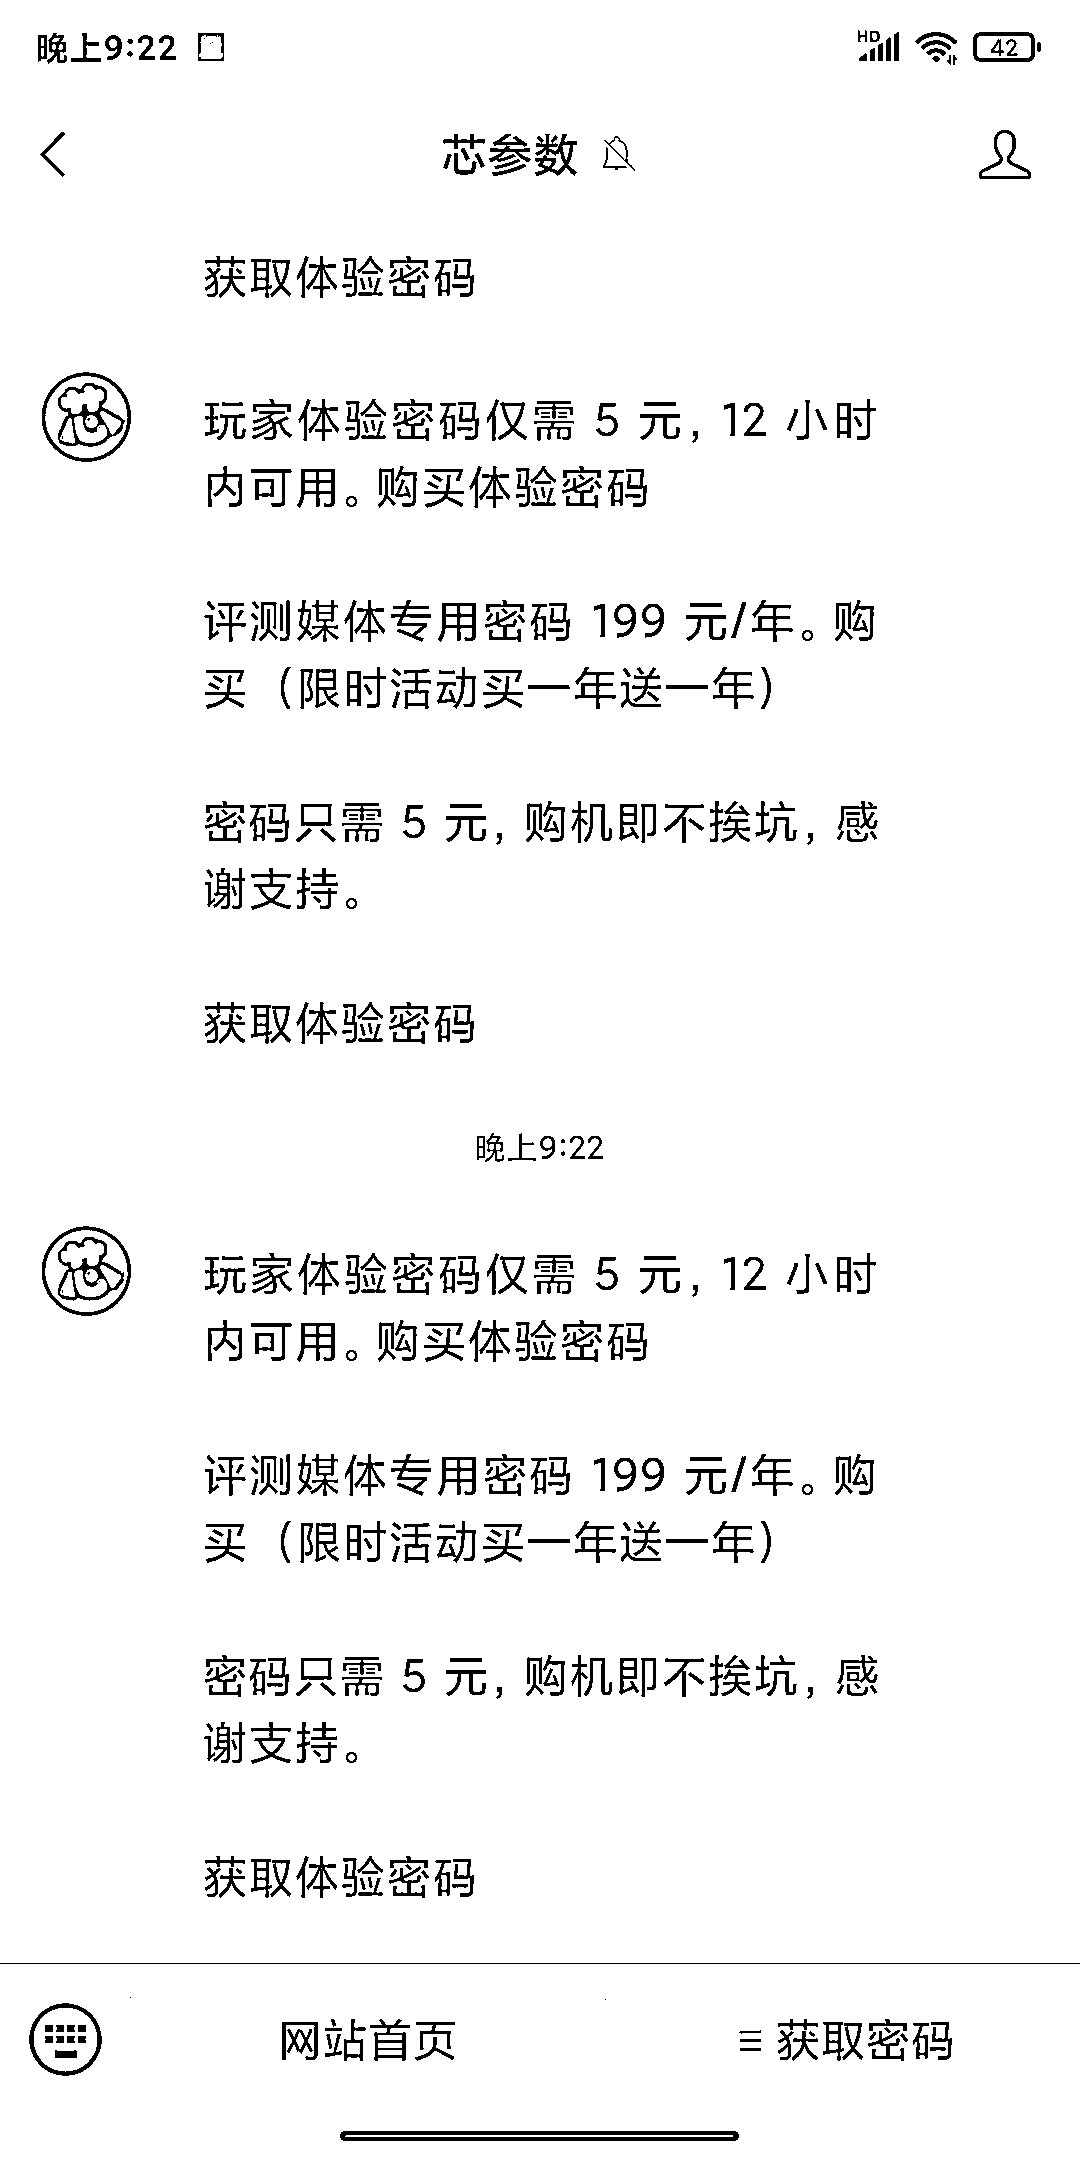 晚上9:22
HD
42
芯参数
获取体验密码
玩家体验密码仅需 5 元, 12 小时
内可用。购买体验密码
评测媒体专用密码 199 元/年。购
买（限时活动买一年送一年）
密码只需 5 元, 购机即不挨坑, 感
谢支持。
获取体验密码
晚上9:22
玩家体验密码仅需 5 元, 12 小时
内可用。购买体验密码
评测媒体专用密码 199 元/年。购
买（限时活动买一年送一年）
密码只需 5 元, 购机即不挨坑, 感
谢支持。
获取体验密码
网站首页
获取密码